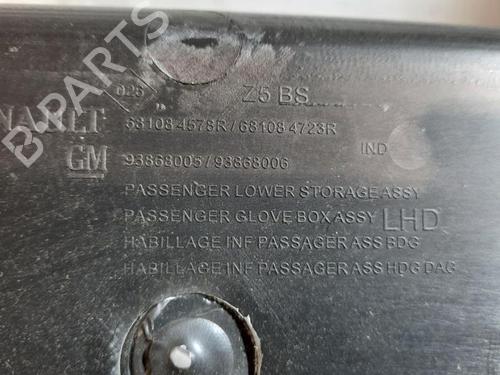 B-PARTS
026 Z5 BS
NAULT 681084578R / 681084723R
GM IND
93868005 / 93868006
PASSENGER LOWER STORAGE ASSY
PASSENGER GLOVE BOX ASSY LHD
HABILLAGE INF PASSAGER ASS BDG
HABILLAGE INF PASSAGER ASS HDG DAG